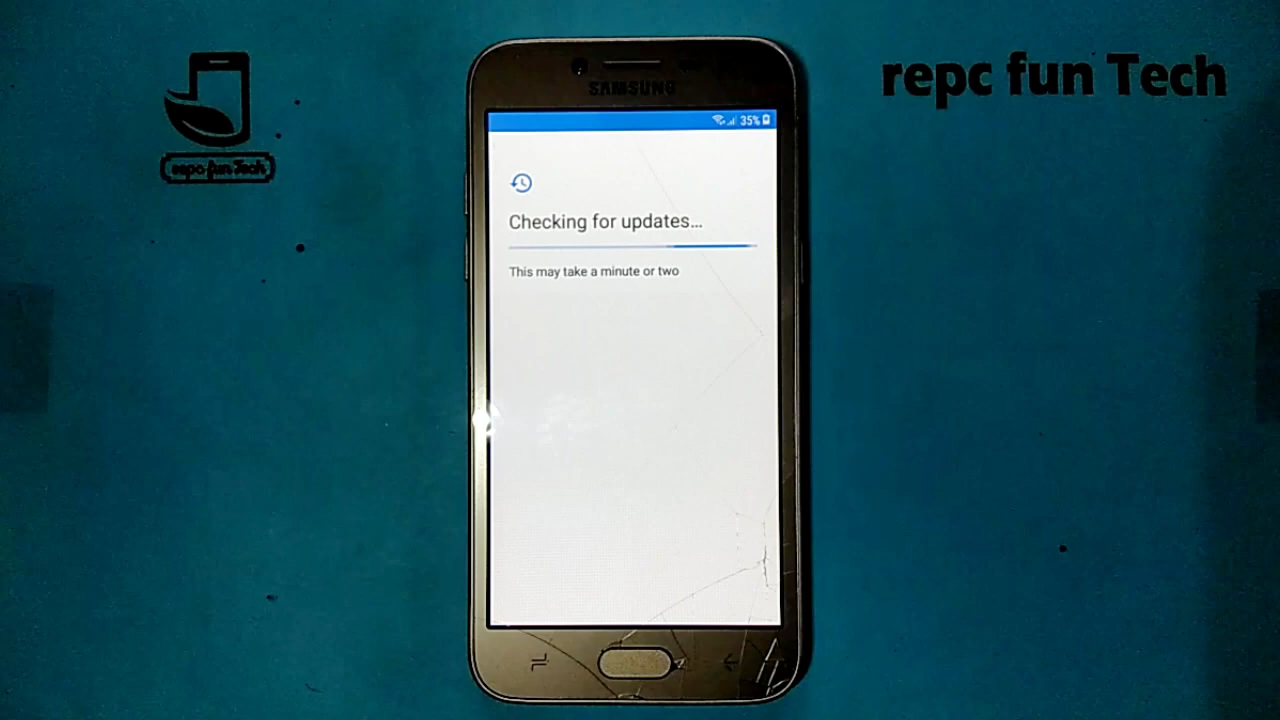 repc fun Tech
repc fun Tech
SAMSUNG
35%
Checking for updates...
This may take a minute or two